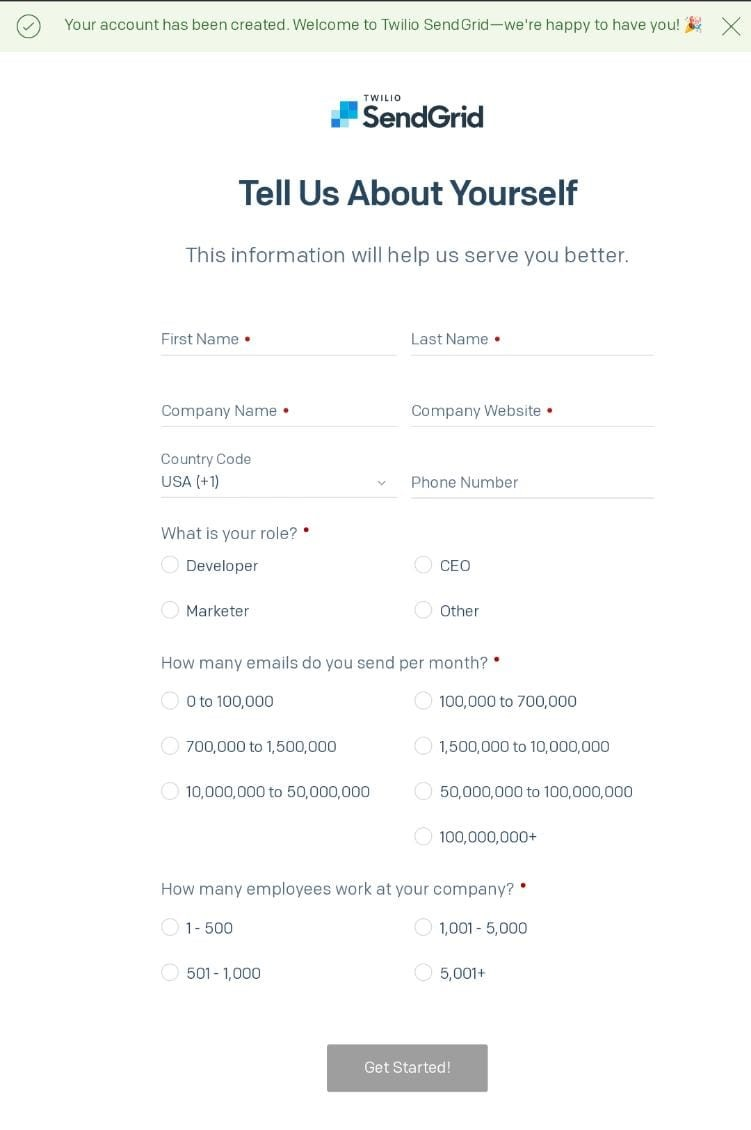 Your account has been created. Welcome to Twilio SendGrid—we're happy to have you! 🎉
TWILIO
SendGrid
Tell Us About Yourself
This information will help us serve you better.
First Name • Last Name •
Company Name • Company Website •
Country Code
USA (+1) Phone Number
What is your role? •
Developer CEO
Marketer Other
How many emails do you send per month? •
0 to 100,000 100,000 to 700,000
700,000 to 1,500,000 1,500,000 to 10,000,000
10,000,000 to 50,000,000 50,000,000 to 100,000,000
100,000,000+
How many employees work at your company? •
1 - 500 1,001 - 5,000
501 - 1,000 5,001+
Get Started!